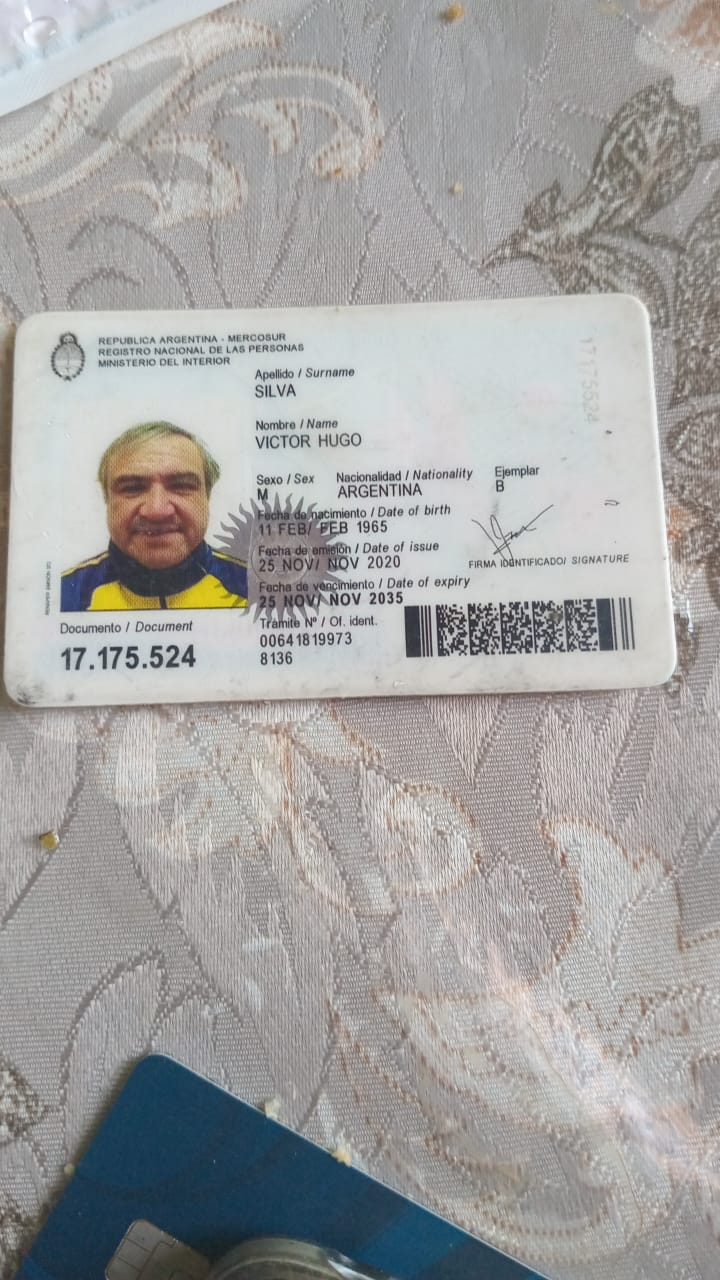 REPUBLICA ARGENTINA - MERCOSUR
REGISTRO NACIONAL DE LAS PERSONAS
MINISTERIO DEL INTERIOR
Apellido / Surname
SILVA
Nombre / Name
VICTOR HUGO
Sexo / Sex Nacionalidad / Nationality Ejemplar
M ARGENTINA B
Fecha de nacimiento / Date of birth
11 FEB/ FEB 1965
Fecha de emisión / Date of issue
25 NOV/ NOV 2020
FIRMA IDENTIFICADO/ SIGNATURE
Fecha de vencimiento / Date of expiry
25 NOV/ NOV 2035
Documento / Document
17.175.524
Trámite Nº / Of. ident.
00641819973
8136
17175524